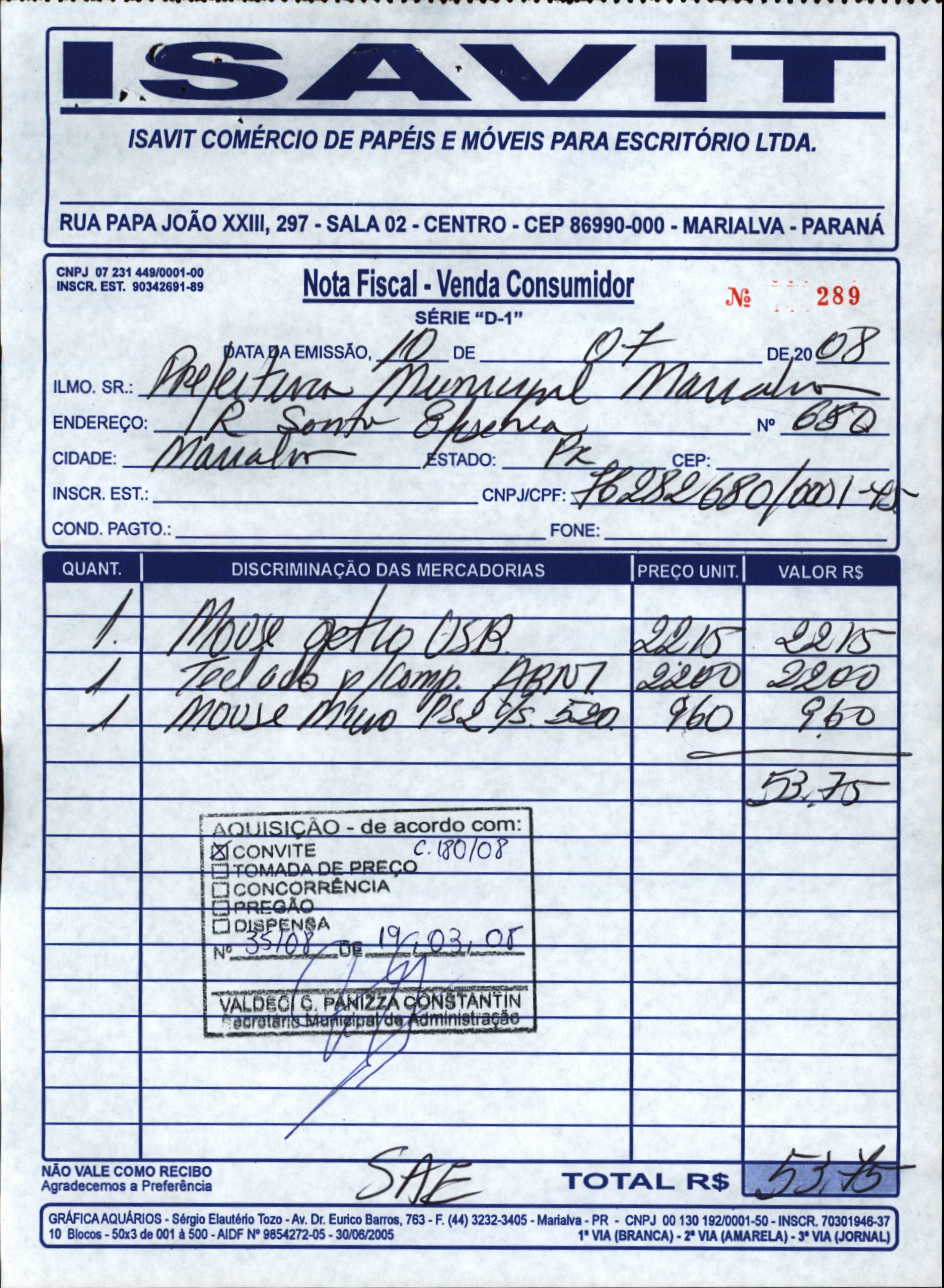 ISAVIT
ISAVIT COMÉRCIO DE PAPÉIS E MÓVEIS PARA ESCRITÓRIO LTDA.
RUA PAPA JOÃO XXIII, 297 - SALA 02 - CENTRO - CEP 86990-000 - MARIALVA - PARANÁ
CNPJ 07 231 449/0001-00
INSCR. EST. 90342691-89
Nota Fiscal - Venda Consumidor
Nº 289
SÉRIE “D-1”
DATA DA EMISSÃO, 10 DE 07 DE 20 08
ILMO. SR.: Prefeitura Municipal Marialva
ENDEREÇO: R Santa Efigenia Nº 680
CIDADE: Marialva ESTADO: Pr CEP:
INSCR. EST.: CNPJ/CPF: 76282680/0001-45
COND. PAGTO.: FONE:
QUANT. DISCRIMINAÇÃO DAS MERCADORIAS PREÇO UNIT. VALOR R$
1. Mouse optico USB 2215 2215
1 Teclado p/Comp. ABNT 2200 2200
1 Mouse PS2 520 960 9,60
53,75
AQUISIÇÃO - de acordo com:
☒ CONVITE C. 180/08
☐ TOMADA DE PREÇO
☐ CONCORRÊNCIA
☐ PREGÃO
☐ DISPENSA
Nº 35/08 DE 19, 03, 08
VALDECI G. PANIZZA CONSTANTIN
Secretário Municipal de Administração
NÃO VALE COMO RECIBO
Agradecemos a Preferência
SAE
TOTAL R$ 53,75
GRÁFICA AQUÁRIOS - Sérgio Elautério Tozo - Av. Dr. Eurico Barros, 763 - F. (44) 3232-3405 - Marialva - PR - CNPJ 00 130 192/0001-50 - INSCR. 70301946-37
10 Blocos - 50x3 de 001 à 500 - AIDF Nº 9854272-05 - 30/06/2005 1ª VIA (BRANCA) - 2ª VIA (AMARELA) - 3ª VIA (JORNAL)